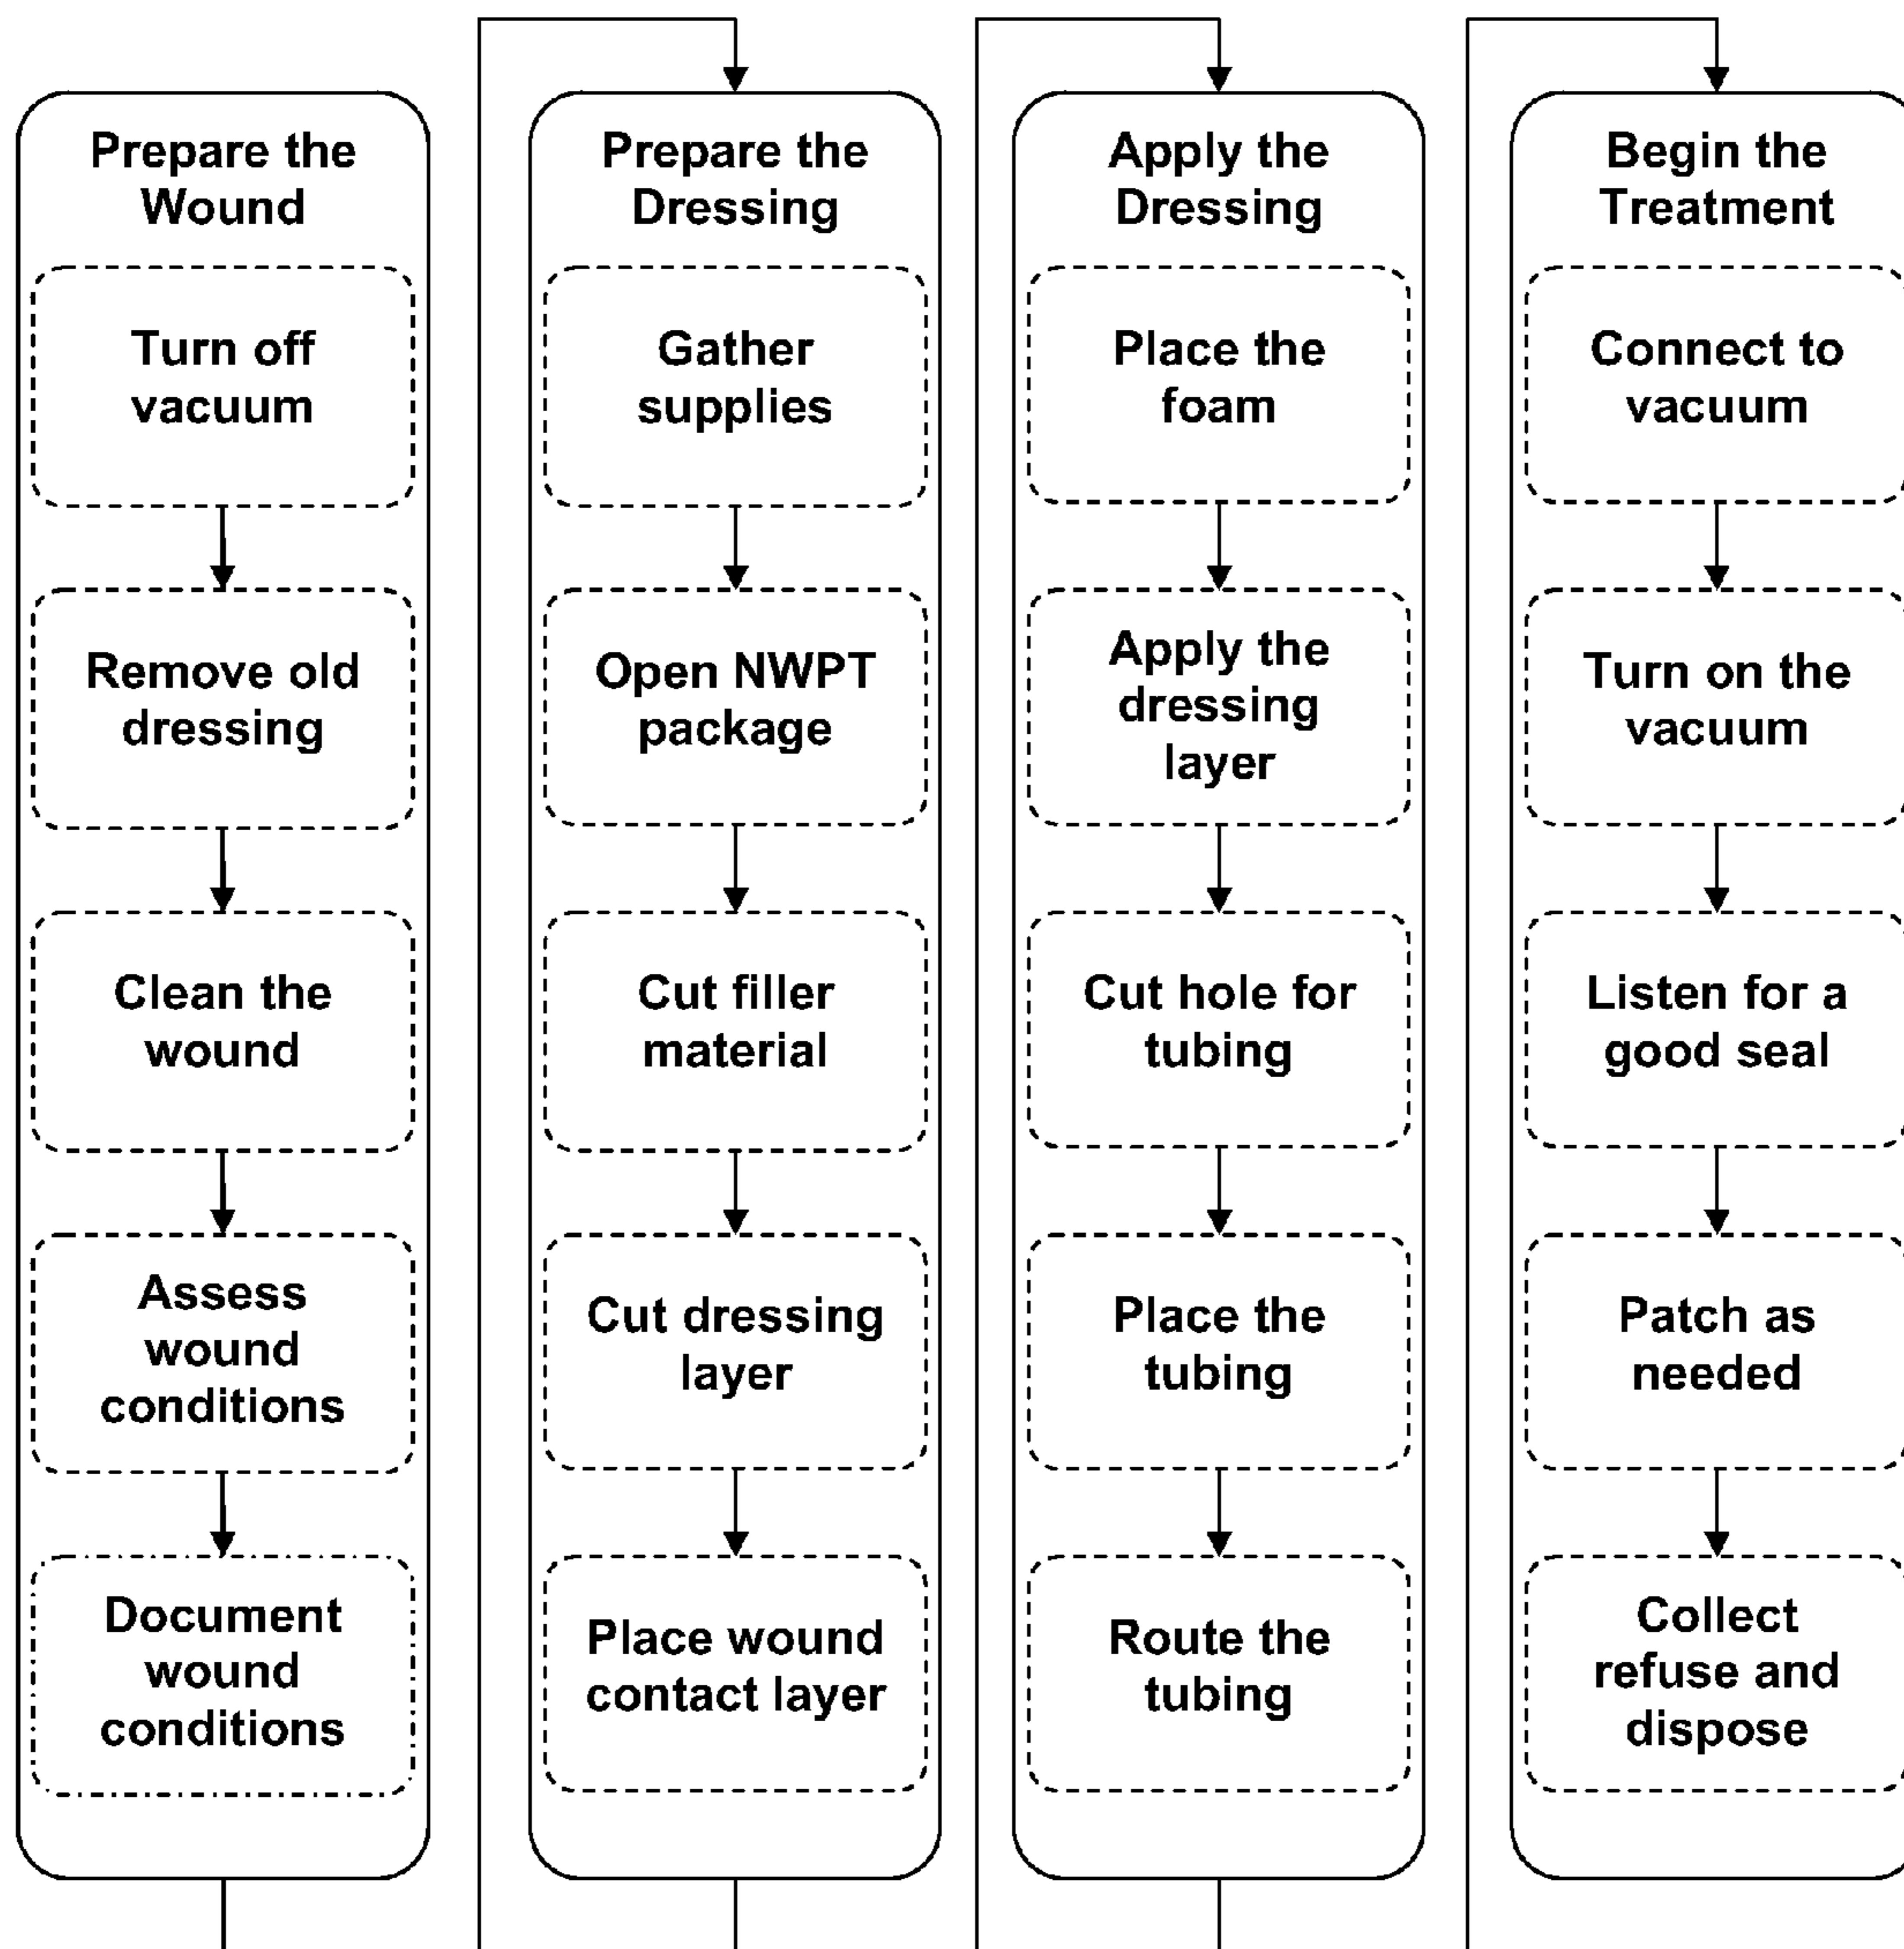 Prepare the
Wound
Turn off
vacuum
Remove old
dressing
Clean the
wound
Assess
wound
conditions
Document
wound
conditions
Prepare the
Dressing
Gather
supplies
Open NWPT
package
Cut filler
material
Cut dressing
layer
Place wound
contact layer
Apply the
Dressing
Place the
foam
Apply the
dressing
layer
Cut hole for
tubing
Place the
tubing
Route the
tubing
Begin the
Treatment
Connect to
vacuum
Turn on the
vacuum
Listen for a
good seal
Patch as
needed
Collect
refuse and
dispose